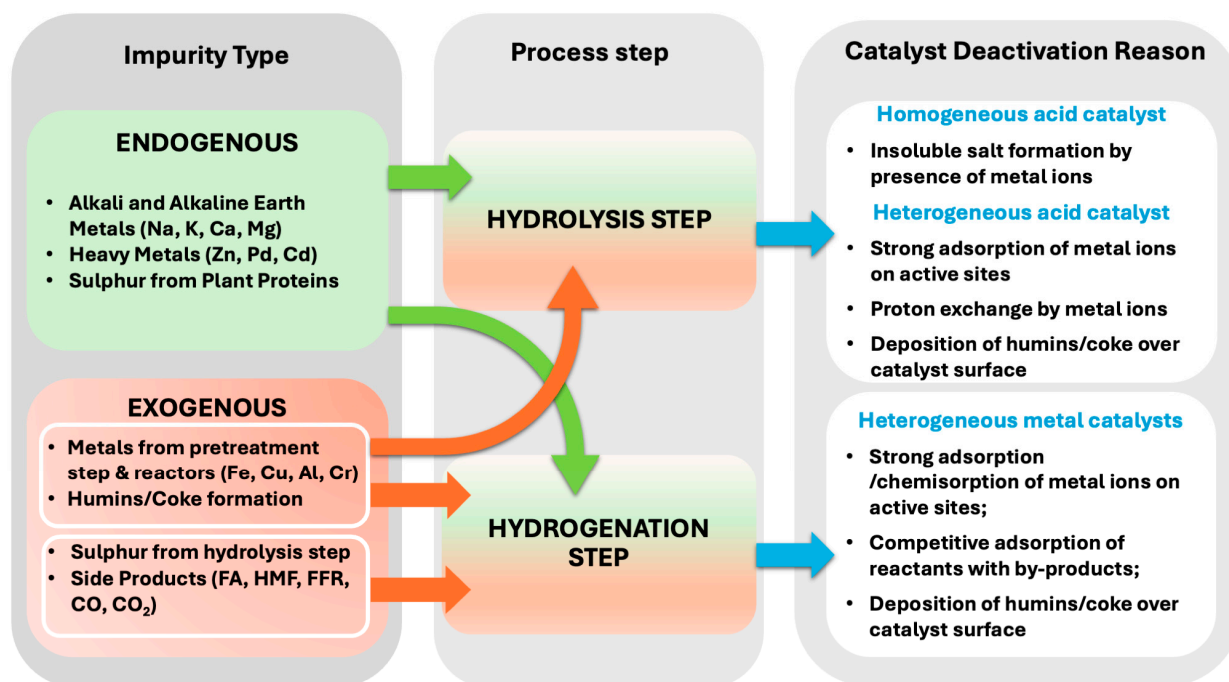 Impurity Type
ENDOGENOUS
• Alkali and Alkaline Earth
Metals (Na, K, Ca, Mg)
• Heavy Metals (Zn, Pd, Cd)
• Sulphur from Plant Proteins
EXOGENOUS
• Metals from pretreatment
step & reactors (Fe, Cu, Al, Cr)
• Humins/Coke formation
• Sulphur from hydrolysis step
• Side Products (FA, HMF, FFR,
CO, CO₂)
Process step
HYDROLYSIS STEP
HYDROGENATION
STEP
Catalyst Deactivation Reason
Homogeneous acid catalyst
• Insoluble salt formation by
presence of metal ions
Heterogeneous acid catalyst
• Strong adsorption of metal ions
on active sites
• Proton exchange by metal ions
• Deposition of humins/coke over
catalyst surface
Heterogeneous metal catalysts
• Strong adsorption
/chemisorption of metal ions on
active sites;
• Competitive adsorption of
reactants with by-products;
• Deposition of humins/coke over
catalyst surface